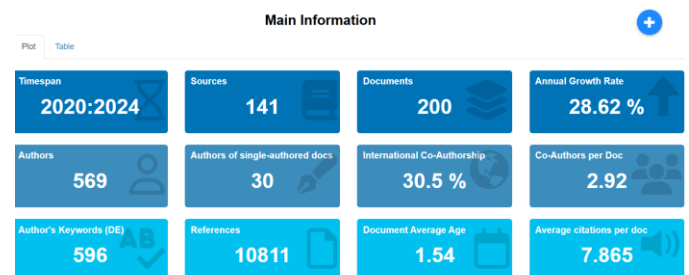 Main Information
Plot Table
Timespan Sources Documents Annual Growth Rate
2020:2024 141 200 28.62 %
Authors Authors of single-authored docs International Co-Authorship Co-Authors per Doc
569 30 30.5 % 2.92
Author's Keywords (DE) References Document Average Age Average citations per doc
596 10811 1.54 7.865